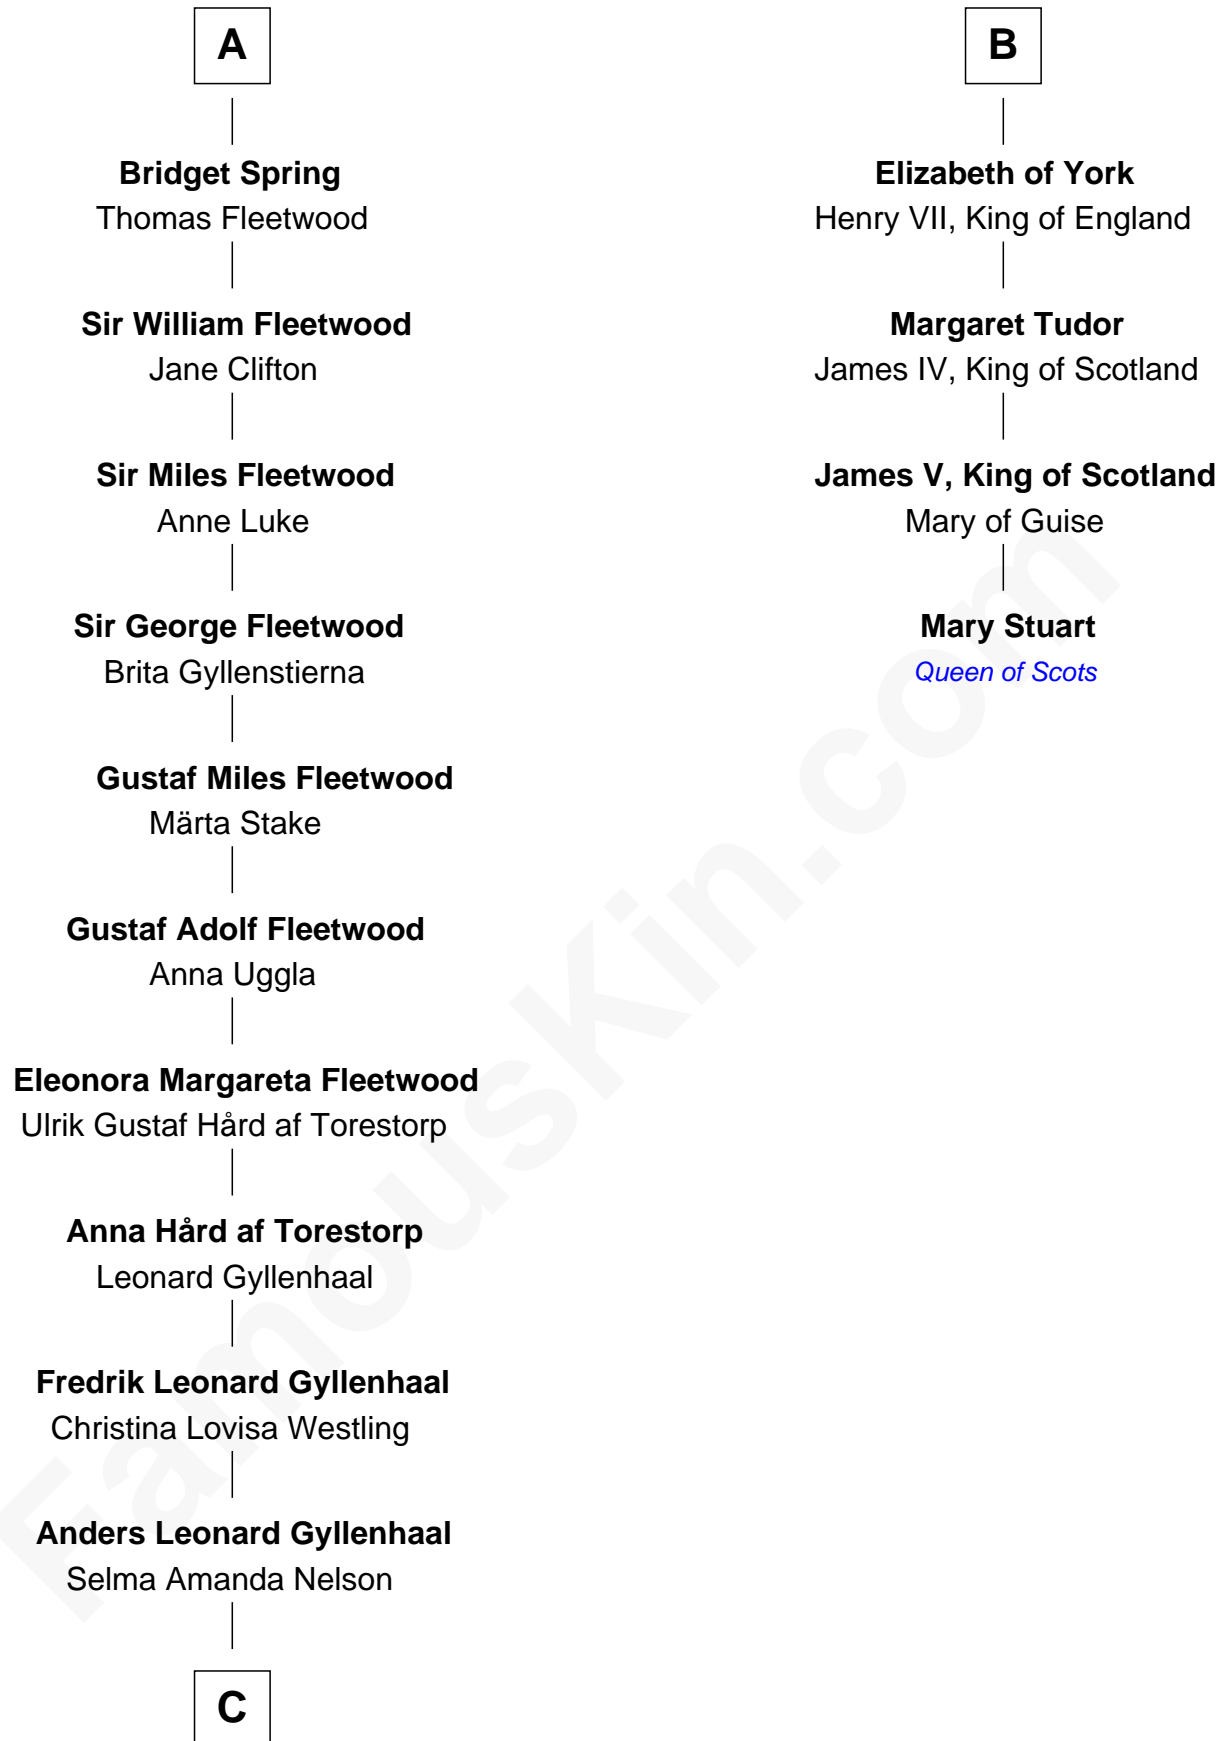 A
Bridget Spring
Thomas Fleetwood
Sir William Fleetwood
Jane Clifton
Sir Miles Fleetwood
Anne Luke
Sir George Fleetwood
Brita Gyllenstierna
Gustaf Miles Fleetwood
Märta Stake
Gustaf Adolf Fleetwood
Anna Uggla
Eleonora Margareta Fleetwood
Ulrik Gustaf Hård af Torestorp
Anna Hård af Torestorp
Leonard Gyllenhaal
Fredrik Leonard Gyllenhaal
Christina Lovisa Westling
Anders Leonard Gyllenhaal
Selma Amanda Nelson
C
B
Elizabeth of York
Henry VII, King of England
Margaret Tudor
James IV, King of Scotland
James V, King of Scotland
Mary of Guise
Mary Stuart
Queen of Scots
FamousKin.com